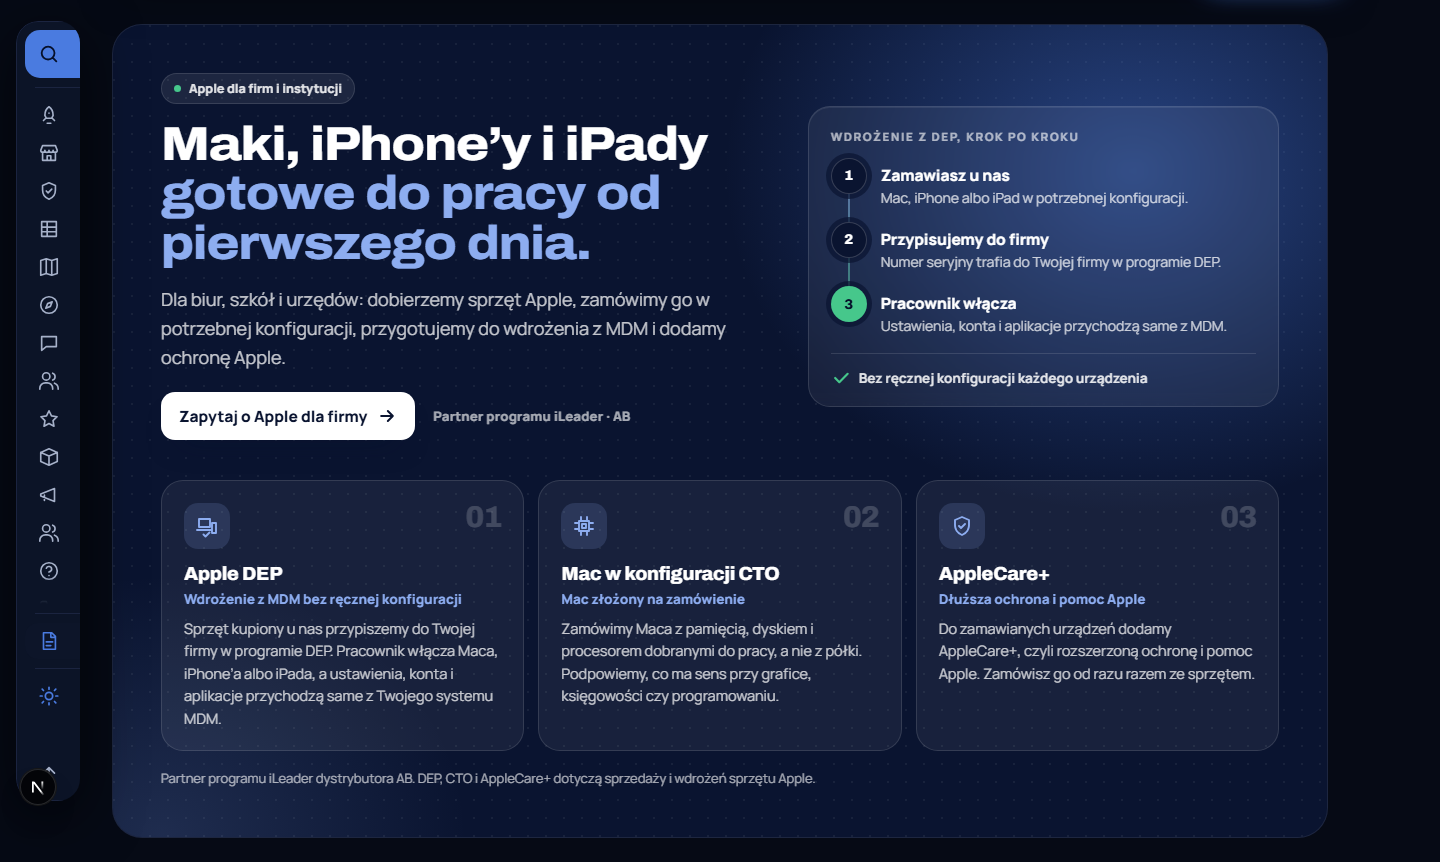 Apple dla firm i instytucji
Maki, iPhone’y i iPady
gotowe do pracy od
pierwszego dnia.
Dla biur, szkół i urzędów: dobierzemy sprzęt Apple, zamówimy go w
potrzebnej konfiguracji, przygotujemy do wdrożenia z MDM i dodamy
ochronę Apple.
Zapytaj o Apple dla firmy
Partner programu iLeader · AB
WDROŻENIE Z DEP, KROK PO KROKU
1
Zamawiasz u nas
Mac, iPhone albo iPad w potrzebnej konfiguracji.
2
Przypisujemy do firmy
Numer seryjny trafia do Twojej firmy w programie DEP.
3
Pracownik włącza
Ustawienia, konta i aplikacje przychodzą same z MDM.
Bez ręcznej konfiguracji każdego urządzenia
01
Apple DEP
Wdrożenie z MDM bez ręcznej konfiguracji
Sprzęt kupiony u nas przypiszemy do Twojej
firmy w programie DEP. Pracownik włącza Maca,
iPhone'a albo iPada, a ustawienia, konta i
aplikacje przychodzą same z Twojego systemu
MDM.
02
Mac w konfiguracji CTO
Mac złożony na zamówienie
Zamówimy Maca z pamięcią, dyskiem i
procesorem dobranymi do pracy, a nie z półki.
Podpowiemy, co ma sens przy grafice,
księgowości czy programowaniu.
03
AppleCare+
Dłuższa ochrona i pomoc Apple
Do zamawianych urządzeń dodamy
AppleCare+, czyli rozszerzoną ochronę i pomoc
Apple. Zamówisz go od razu razem ze sprzętem.
Partner programu iLeader dystrybutora AB. DEP, CTO i AppleCare+ dotyczą sprzedaży i wdrożeń sprzętu Apple.
N